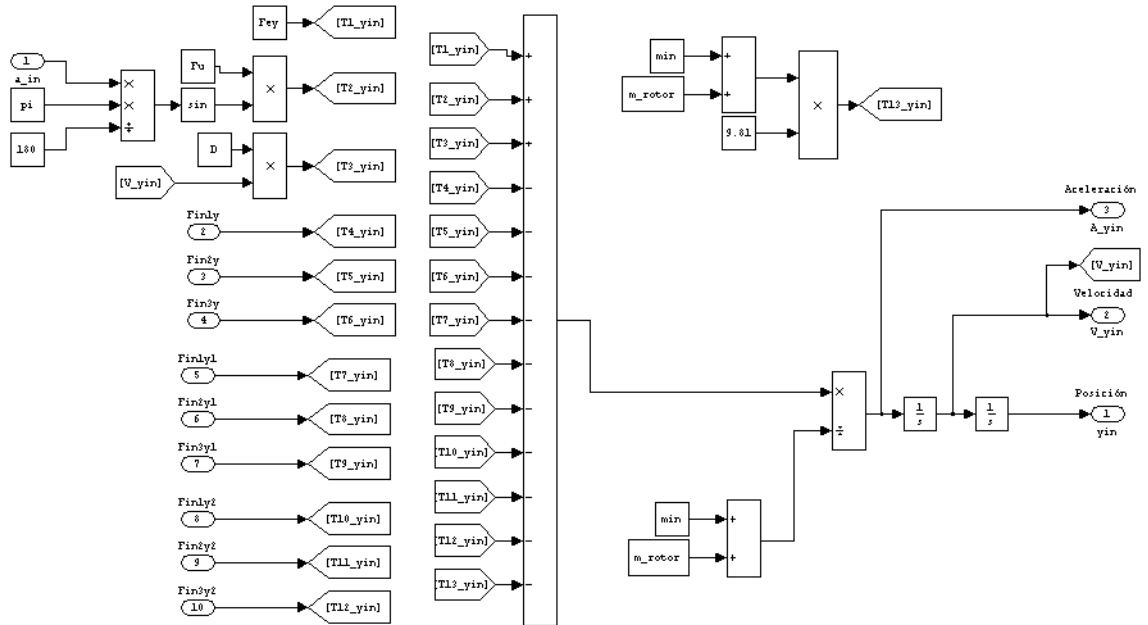 Fey
[T1_yin]
1
a_in
pi
180
×
×
÷
sin
Fu
×
[T2_yin]
D
[V_yin]
×
[T3_yin]
Fin1y
2
[T4_yin]
Fin2y
3
[T5_yin]
Fin3y
4
[T6_yin]
Fin1y1
5
[T7_yin]
Fin2y1
6
[T8_yin]
Fin3y1
7
[T9_yin]
Fin1y2
8
[T10_yin]
Fin2y2
9
[T11_yin]
Fin3y2
10
[T12_yin]
[T1_yin] +
[T2_yin] +
[T3_yin] +
[T4_yin] −
[T5_yin] −
[T6_yin] −
[T7_yin] −
[T8_yin] −
[T9_yin] −
[T10_yin] −
[T11_yin] −
[T12_yin] −
[T13_yin] −
min
+
m_rotor
+
9.81
×
[T13_yin]
min
+
m_rotor
+
×
÷
1
s
1
s
Aceleración
3
A_yin
[V_yin]
Velocidad
2
V_yin
Posición
1
yin